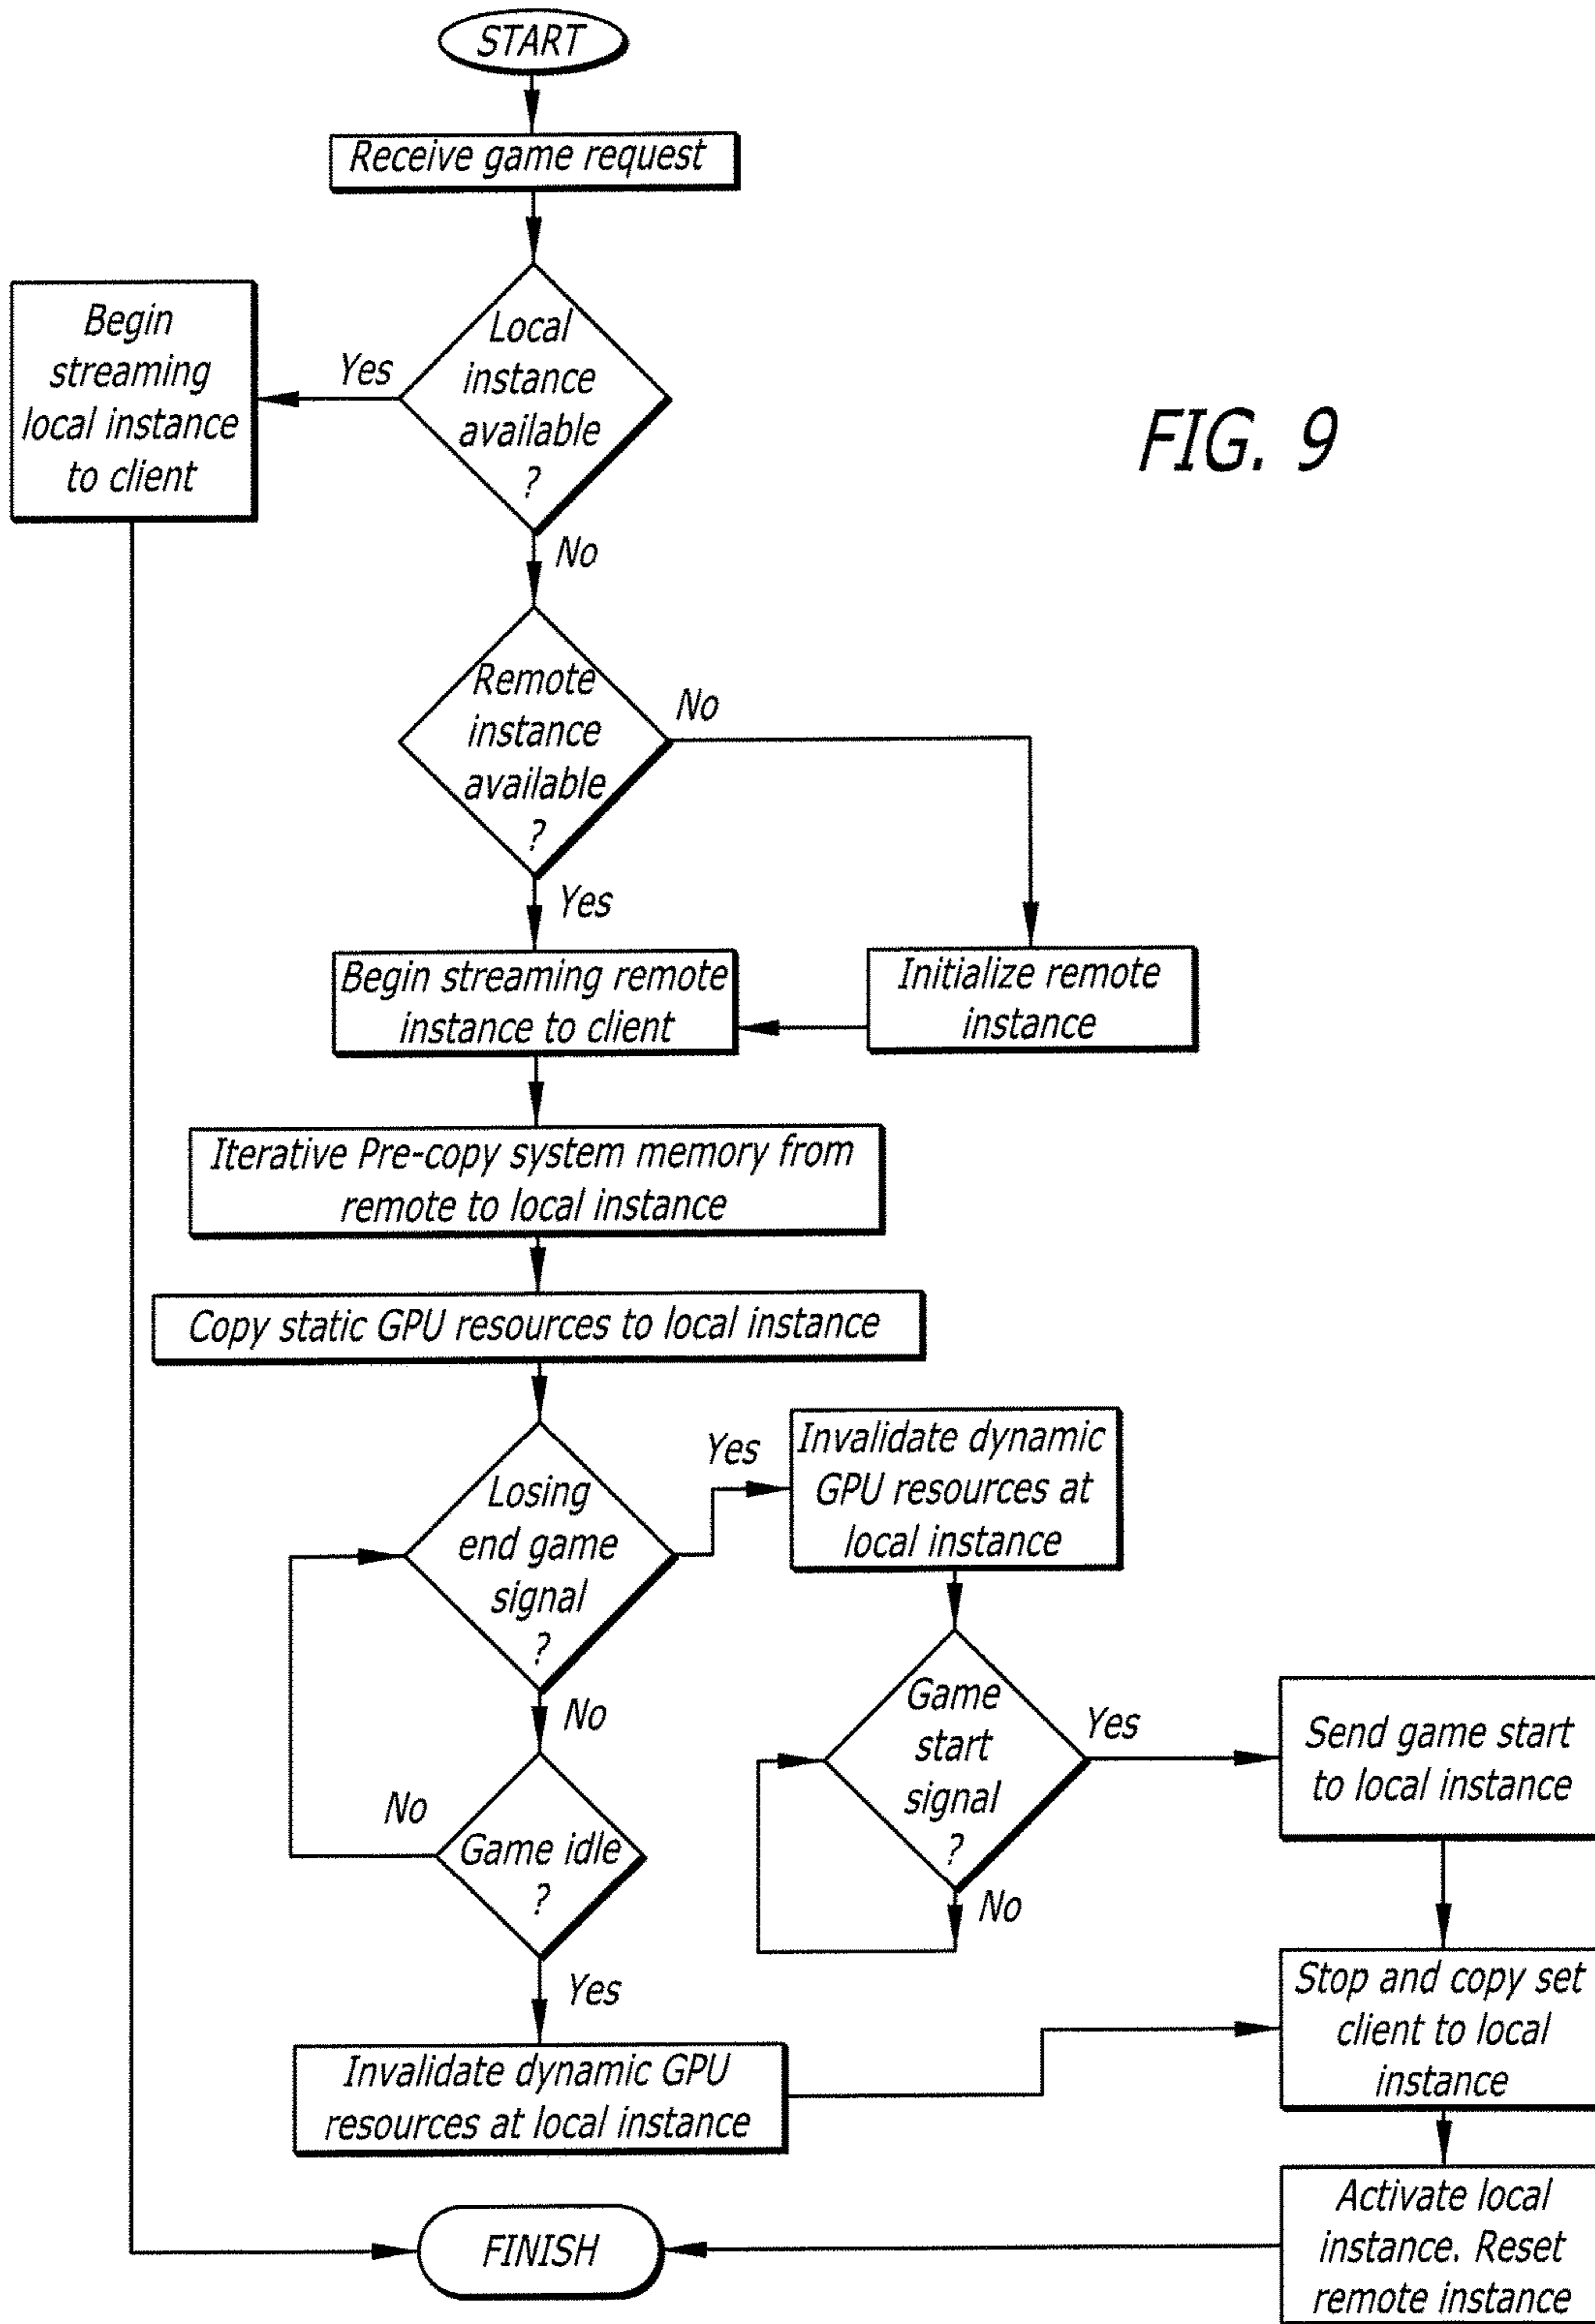 START
Receive game request
Begin
streaming
local instance
to client
Yes
Local
instance
available
?
FIG. 9
No
Remote
instance
available
?
No
Yes
Begin streaming remote
instance to client
Initialize remote
instance
Iterative Pre-copy system memory from
remote to local instance
Copy static GPU resources to local instance
Losing
end game
signal
?
Yes
Invalidate dynamic
GPU resources at
local instance
No
Game
start
signal
?
Yes
Send game start
to local instance
No
Game idle
?
No
Yes
Stop and copy set
client to local
instance
Invalidate dynamic GPU
resources at local instance
Activate local
instance. Reset
remote instance
FINISH